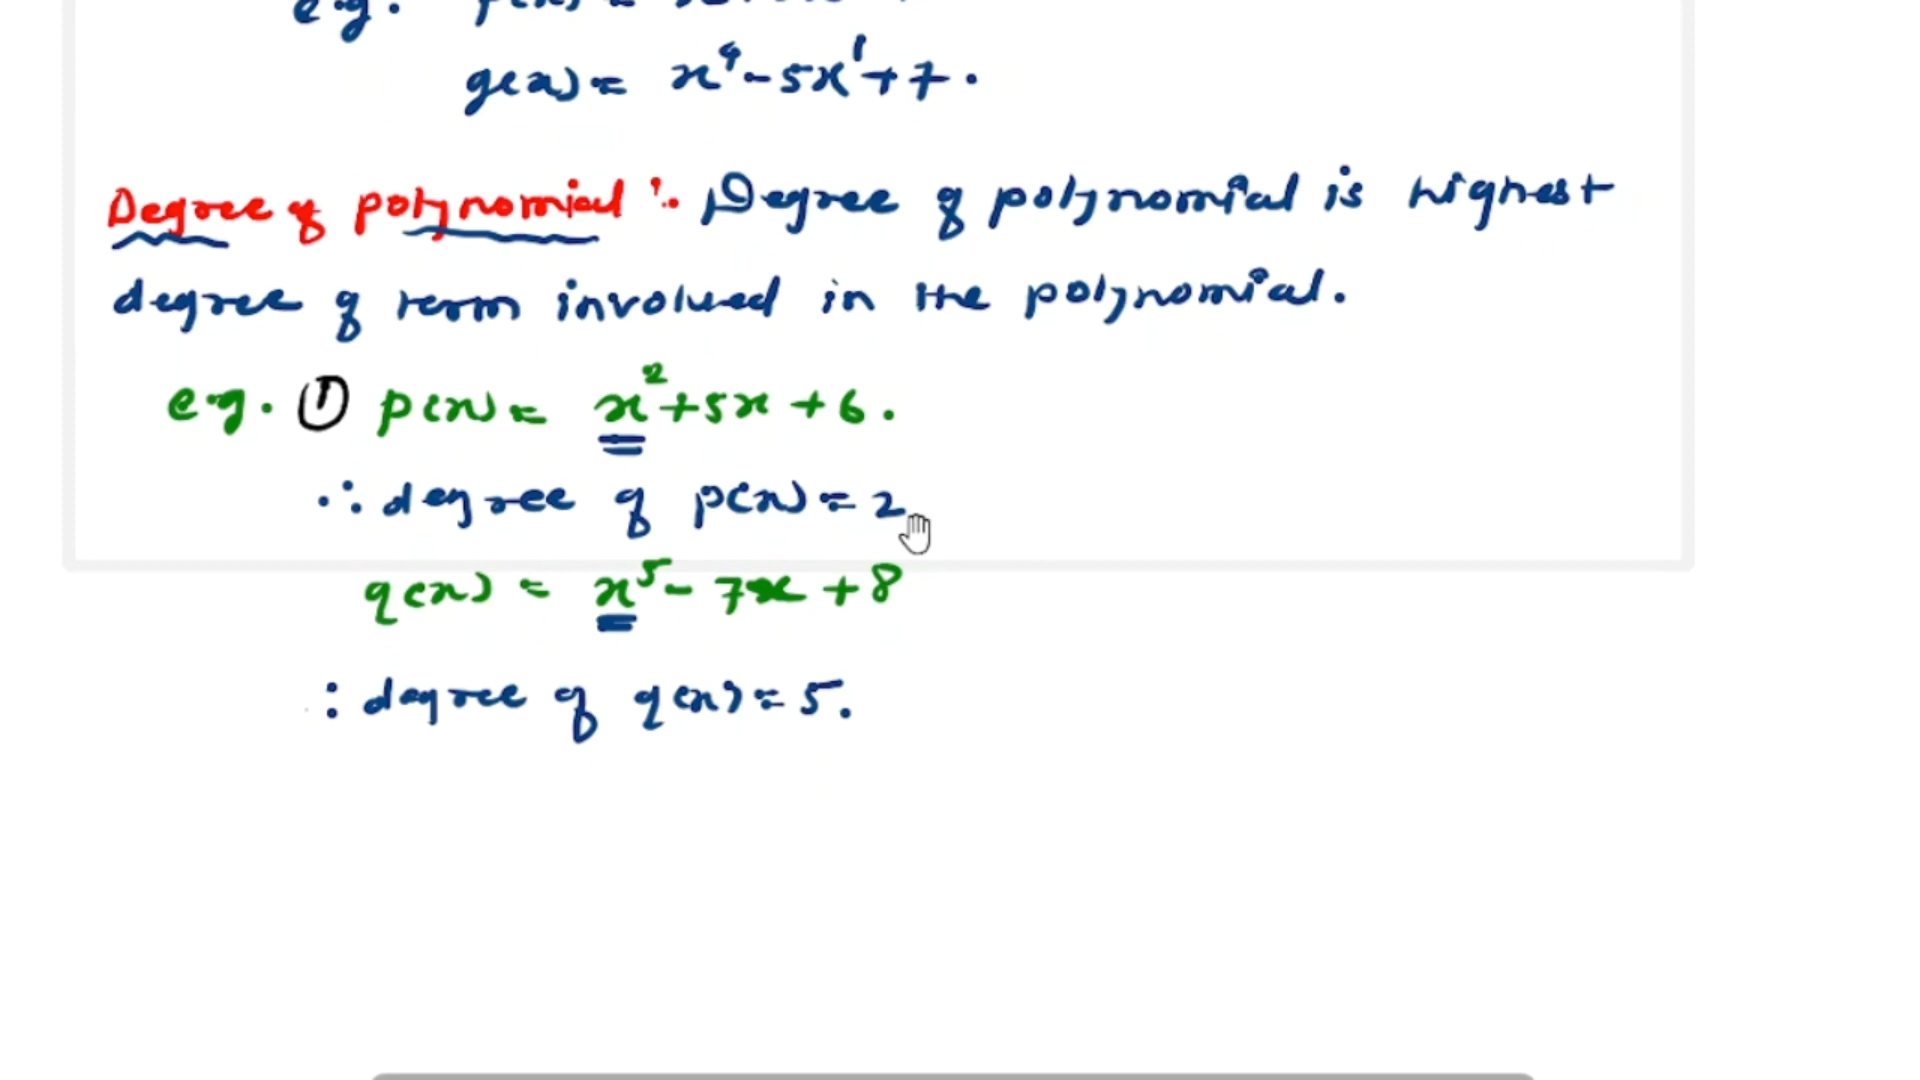 e.g.
g(x) = x⁴ - 5x¹ + 7.
Degree of polynomial : Degree of polynomial is highest
degree of term involved in the polynomial.
e.g. ① p(x) = x² + 5x + 6.
∴ degree of p(x) = 2
q(x) = x⁵ - 7x + 8
: degree of q(x) = 5.